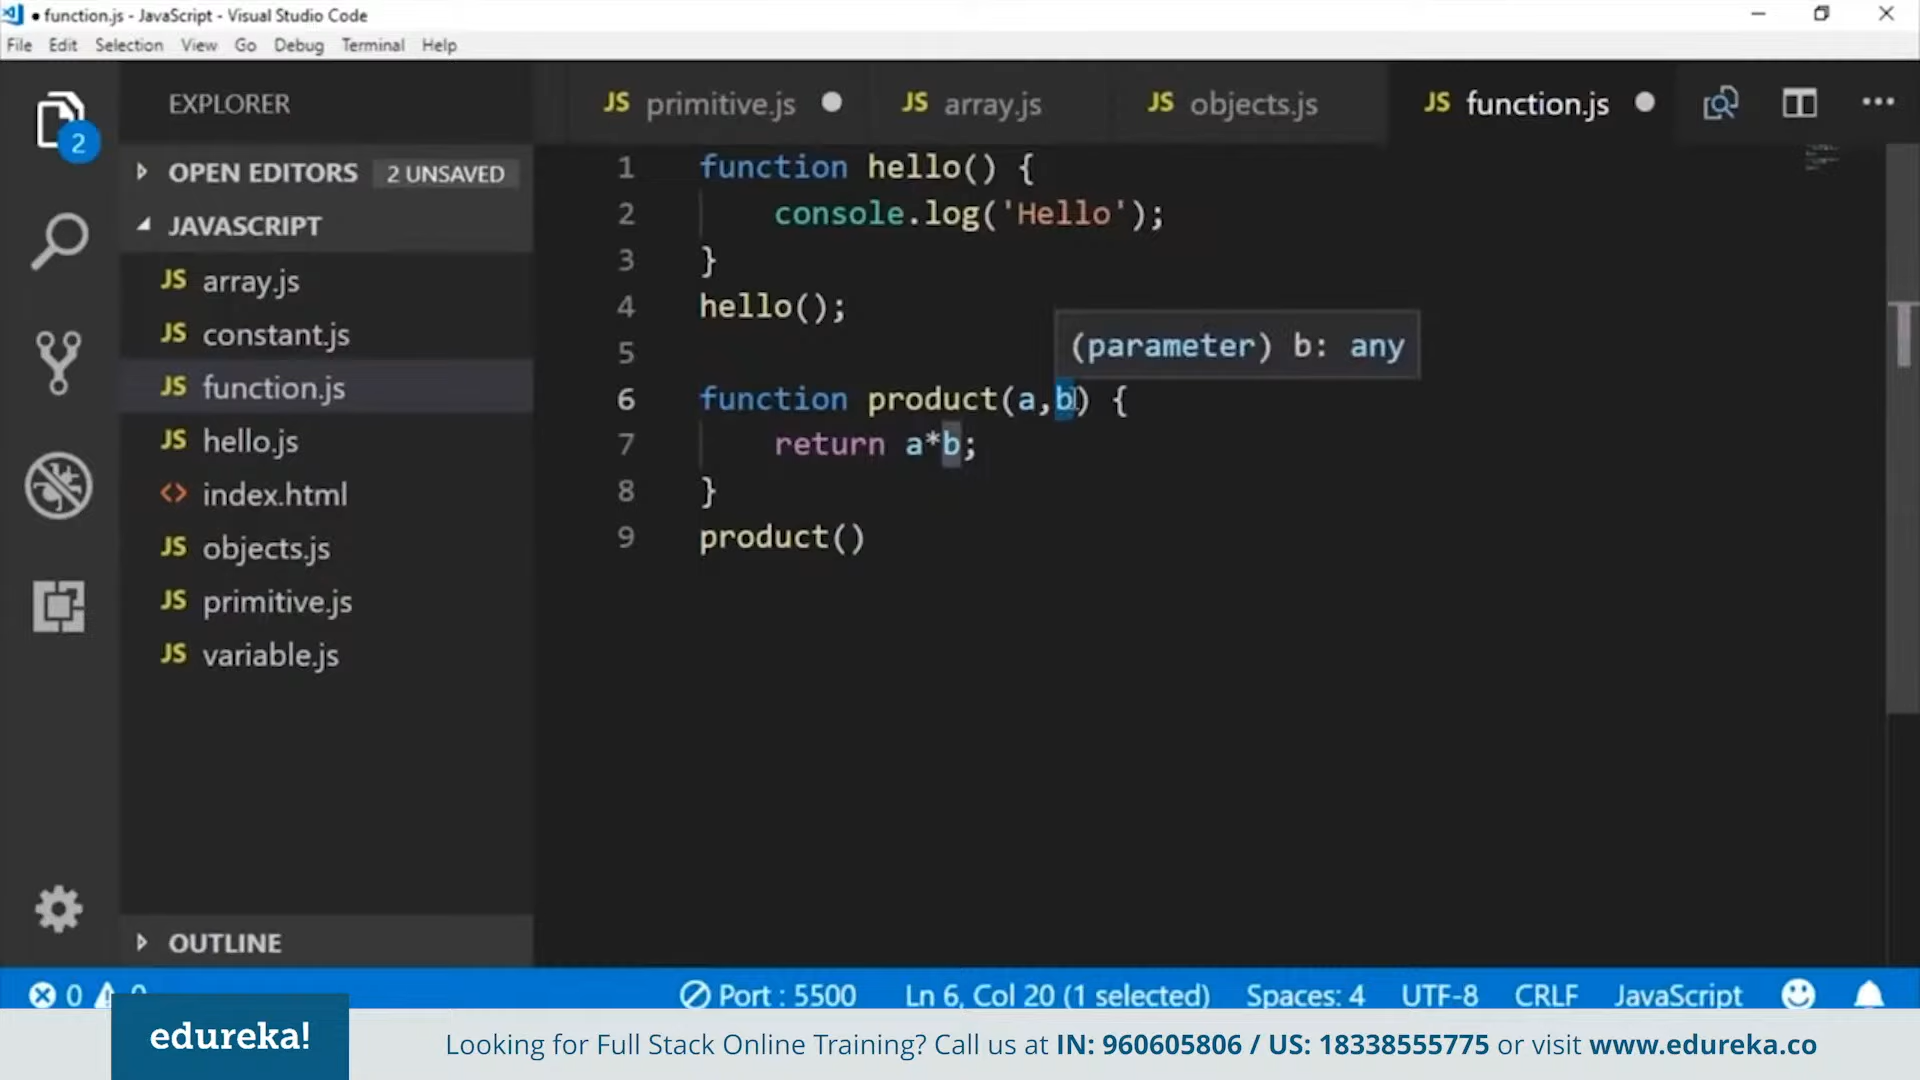 function.js - JavaScript - Visual Studio Code
File Edit Selection View Go Debug Terminal Help
2
EXPLORER
OPEN EDITORS 2 UNSAVED
JAVASCRIPT
JS array.js
JS constant.js
JS function.js
JS hello.js
<> index.html
JS objects.js
JS primitive.js
JS variable.js
OUTLINE
JS primitive.js JS array.js JS objects.js JS function.js
1 function hello() {
2 console.log('Hello');
3 }
4 hello();
5
(parameter) b: any
6 function product(a,b) {
7 return a*b;
8 }
9 product()
0 0 Port : 5500 Ln 6, Col 20 (1 selected) Spaces: 4 UTF-8 CRLF JavaScript
edureka!
Looking for Full Stack Online Training? Call us at IN: 960605806 / US: 18338555775 or visit www.edureka.co